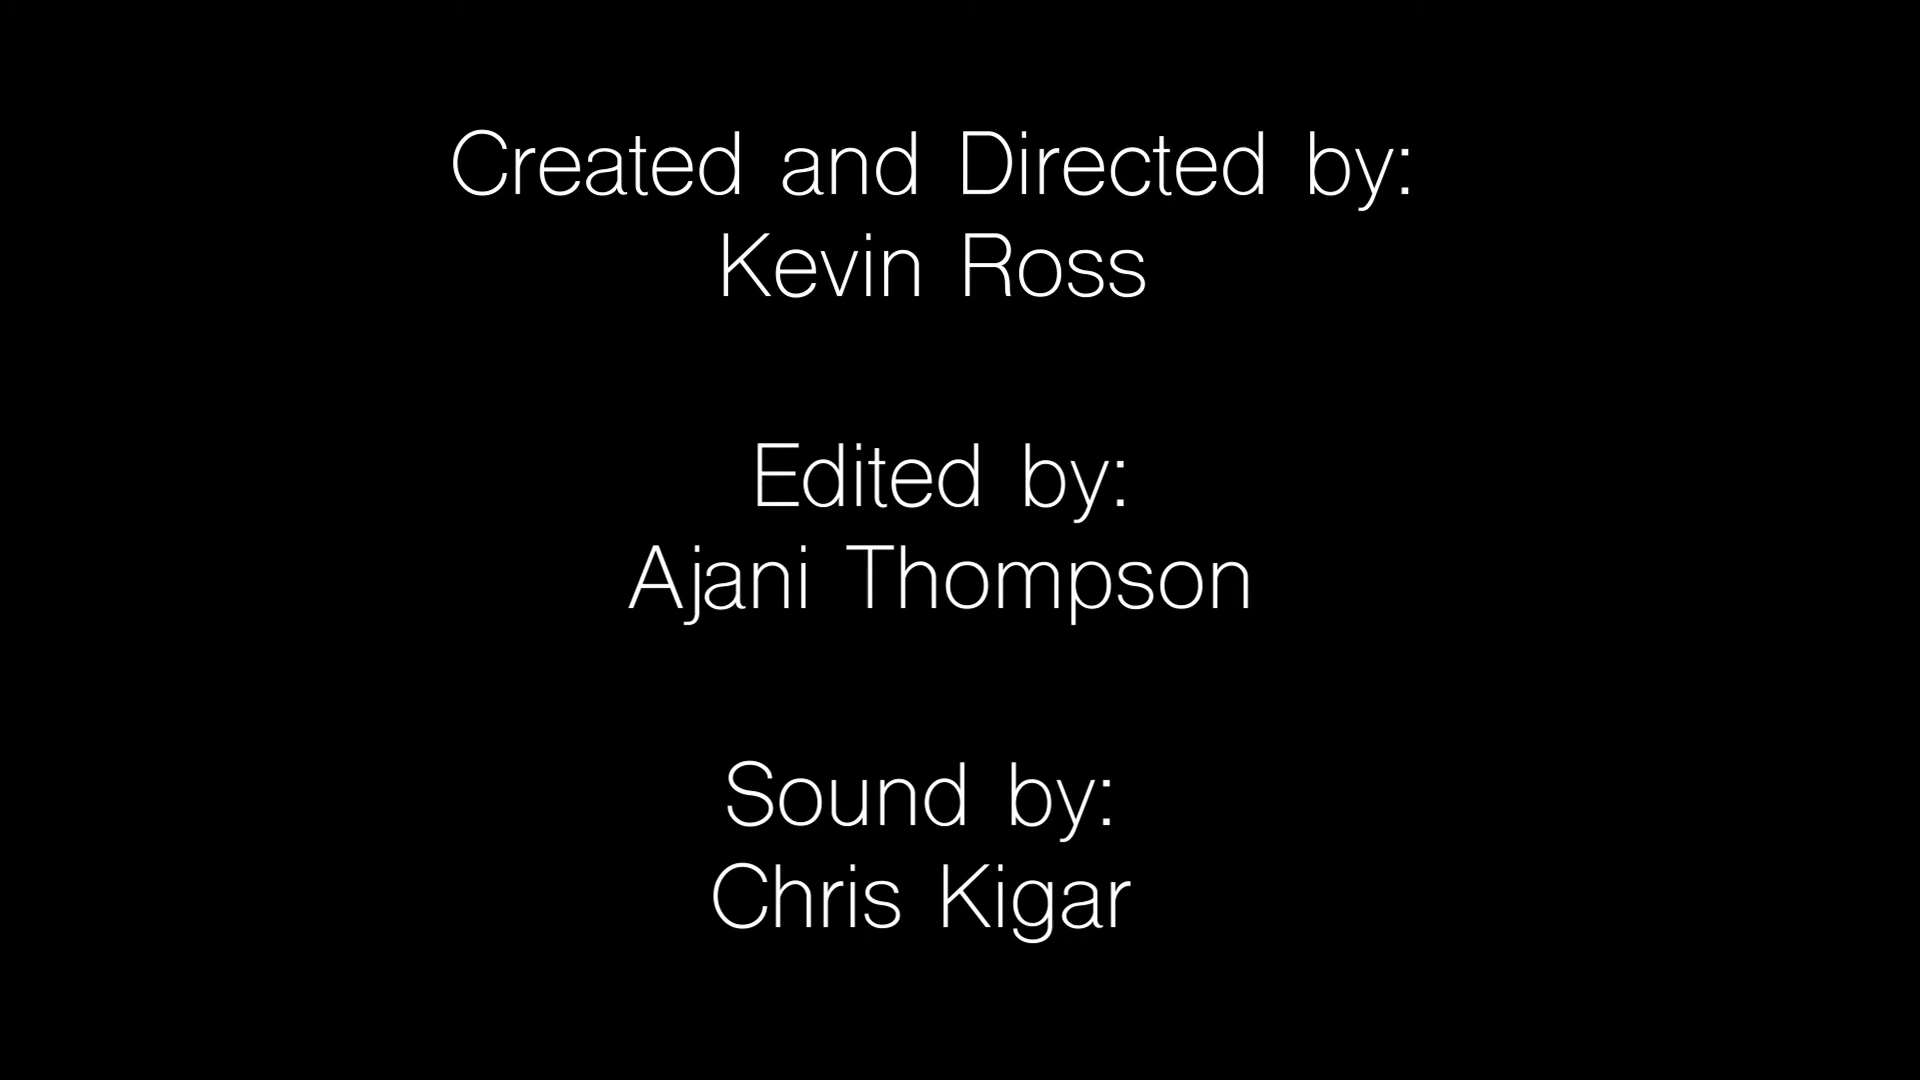 Created and Directed by:
Kevin Ross
Edited by:
Ajani Thompson
Sound by:
Chris Kigar